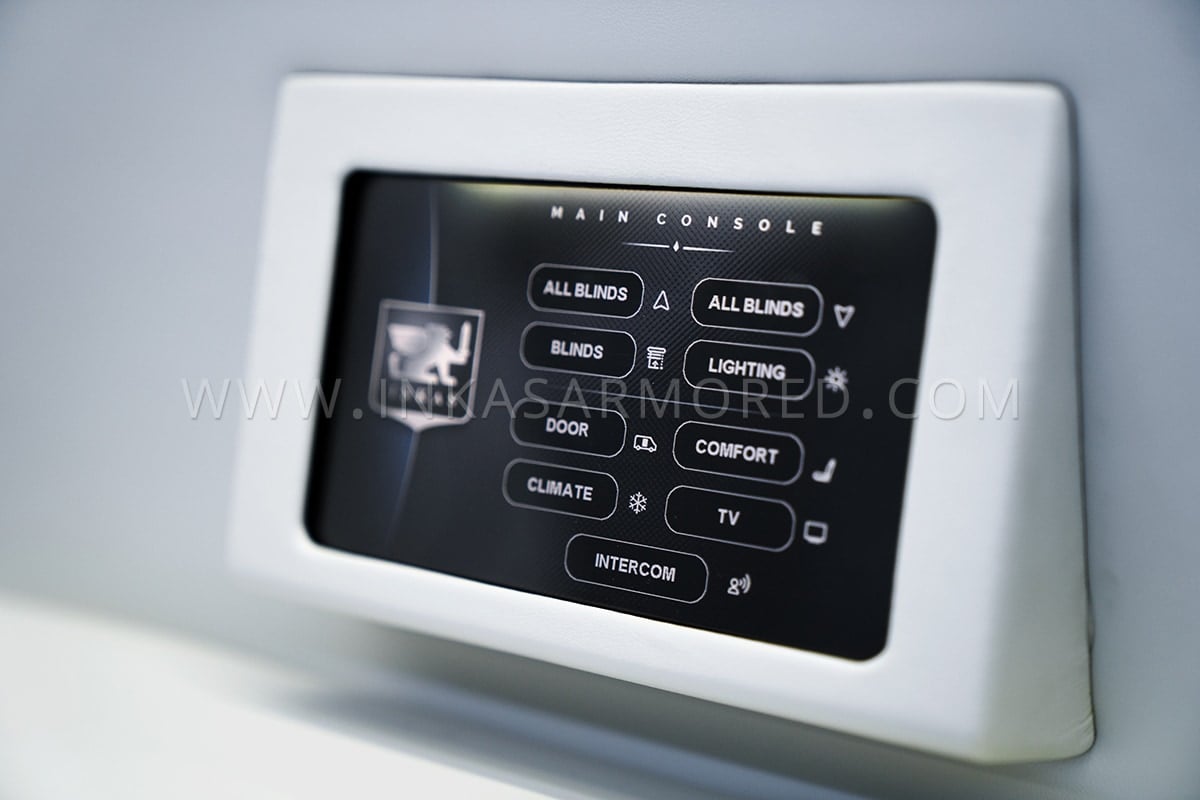 MAIN CONSOLE
ALL BLINDS ALL BLINDS
BLINDS LIGHTING
WWW.INKASARMORED.COM
DOOR COMFORT
CLIMATE TV
INTERCOM